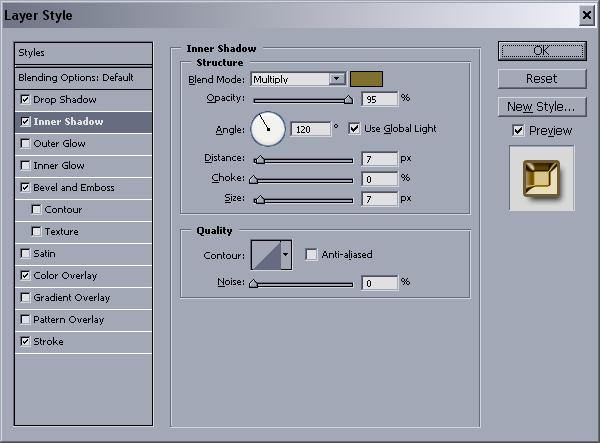 Layer Style
Styles
Blending Options: Default
Drop Shadow
Inner Shadow
Outer Glow
Inner Glow
Bevel and Emboss
Contour
Texture
Satin
Color Overlay
Gradient Overlay
Pattern Overlay
Stroke
Inner Shadow
Structure
Blend Mode: Multiply
Opacity: 95 %
Angle: 120 ° Use Global Light
Distance: 7 px
Choke: 0 %
Size: 7 px
Quality
Contour: Anti-aliased
Noise: 0 %
OK
Reset
New Style...
Preview